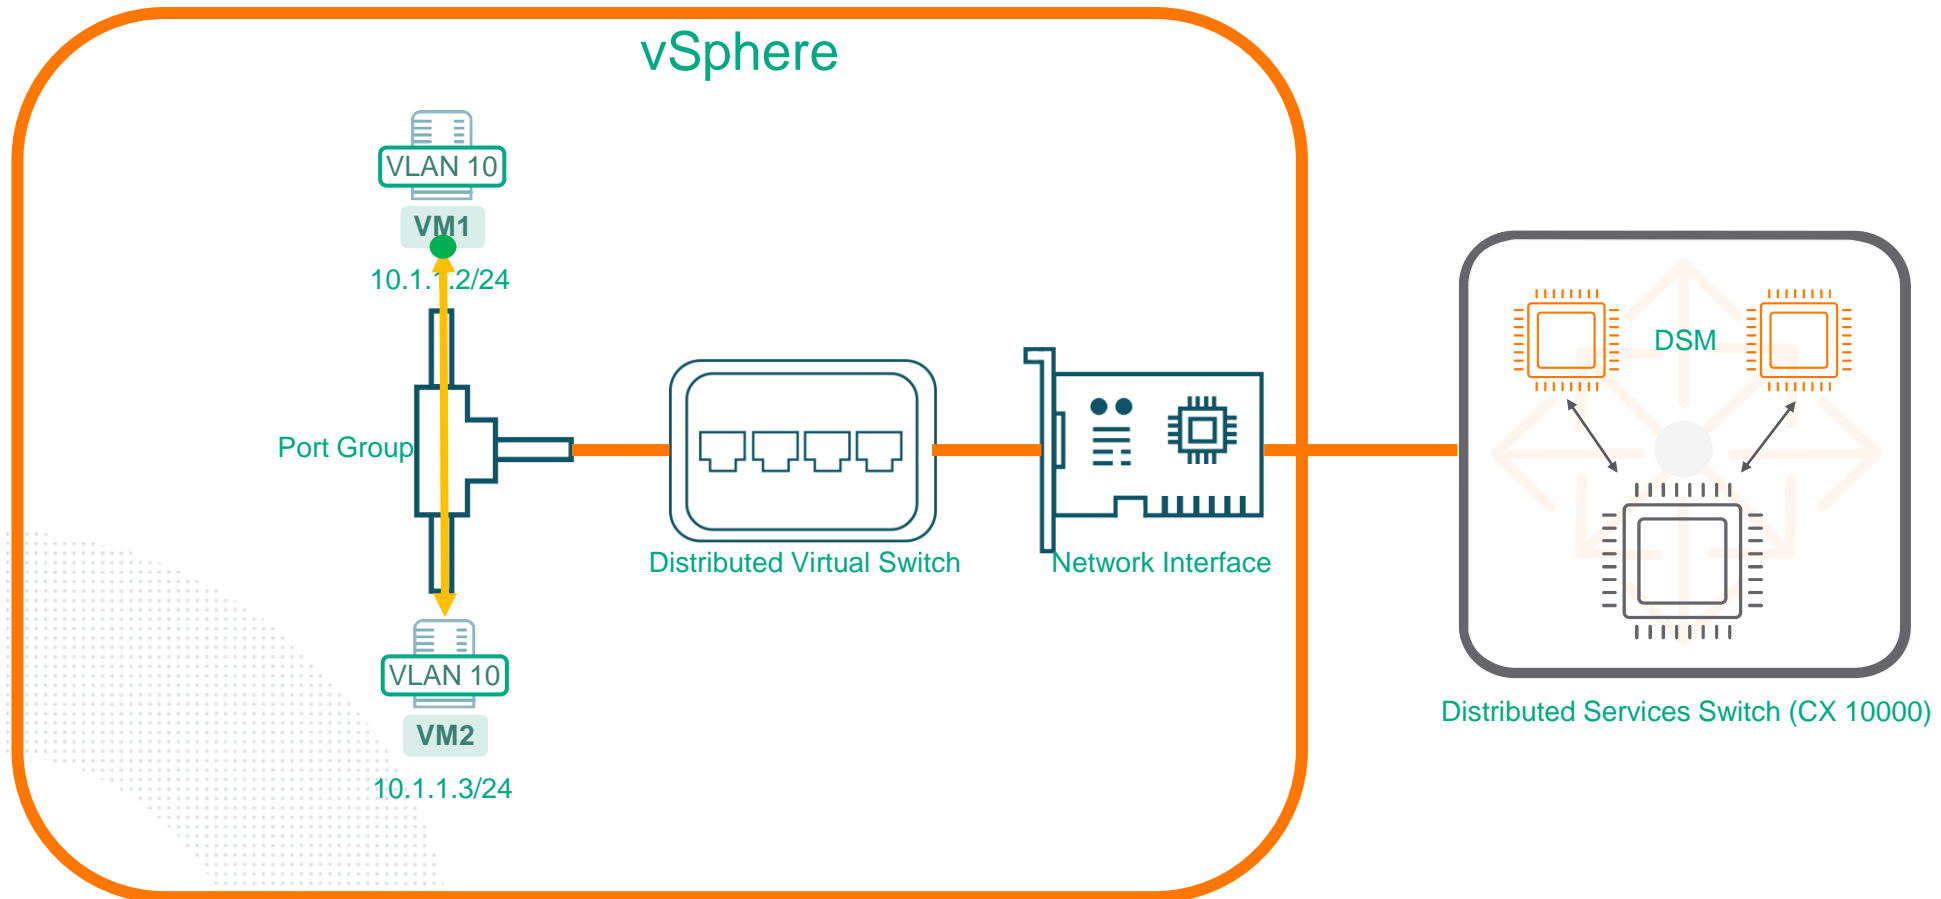 vSphere
VLAN 10
VM1
10.1.1.2/24
DSM
Port Group
Distributed Virtual Switch
Network Interface
VLAN 10
VM2
10.1.1.3/24
Distributed Services Switch (CX 10000)